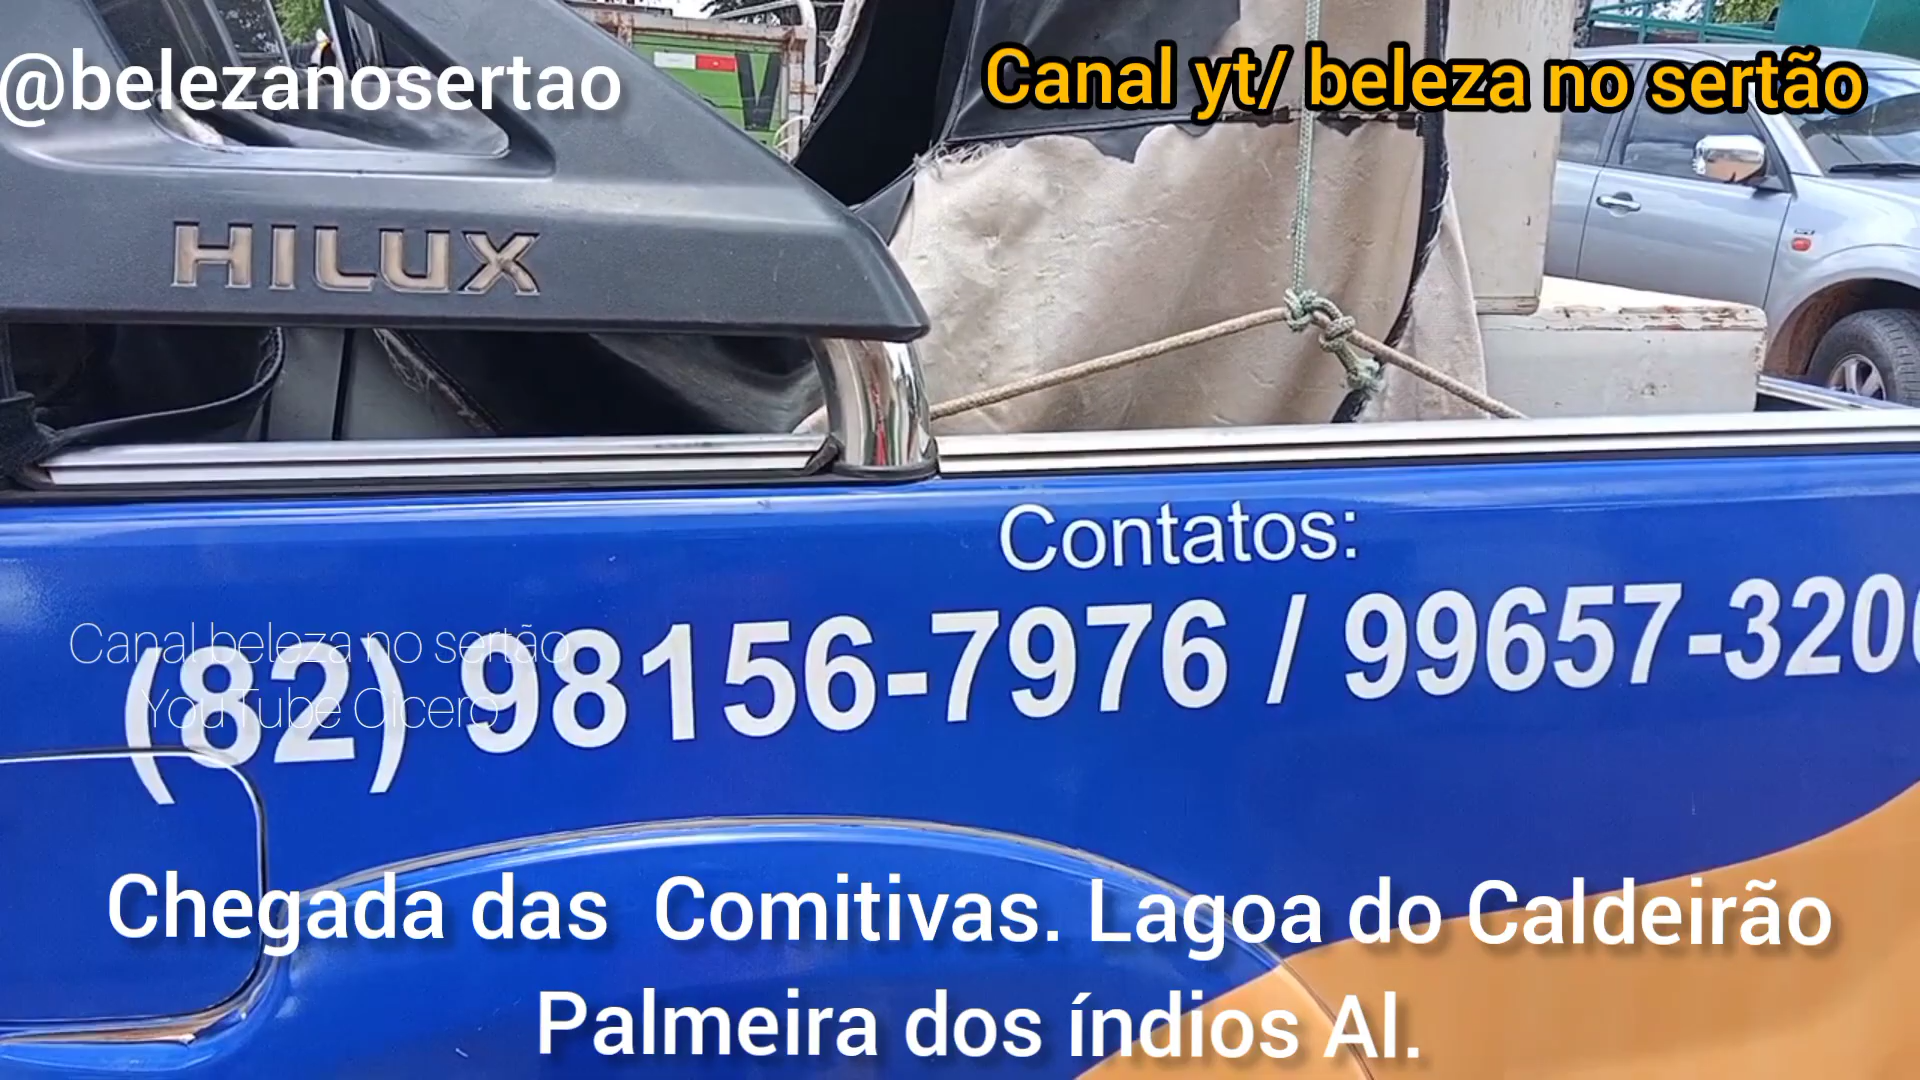 @belezanosertao
Canal yt/ beleza no sertão
HILUX
Contatos:
(82) 98156-7976 / 99657-320
Canal beleza no sertão
YouTube Cicero
Chegada das Comitivas. Lagoa do Caldeirão
Palmeira dos índios Al.